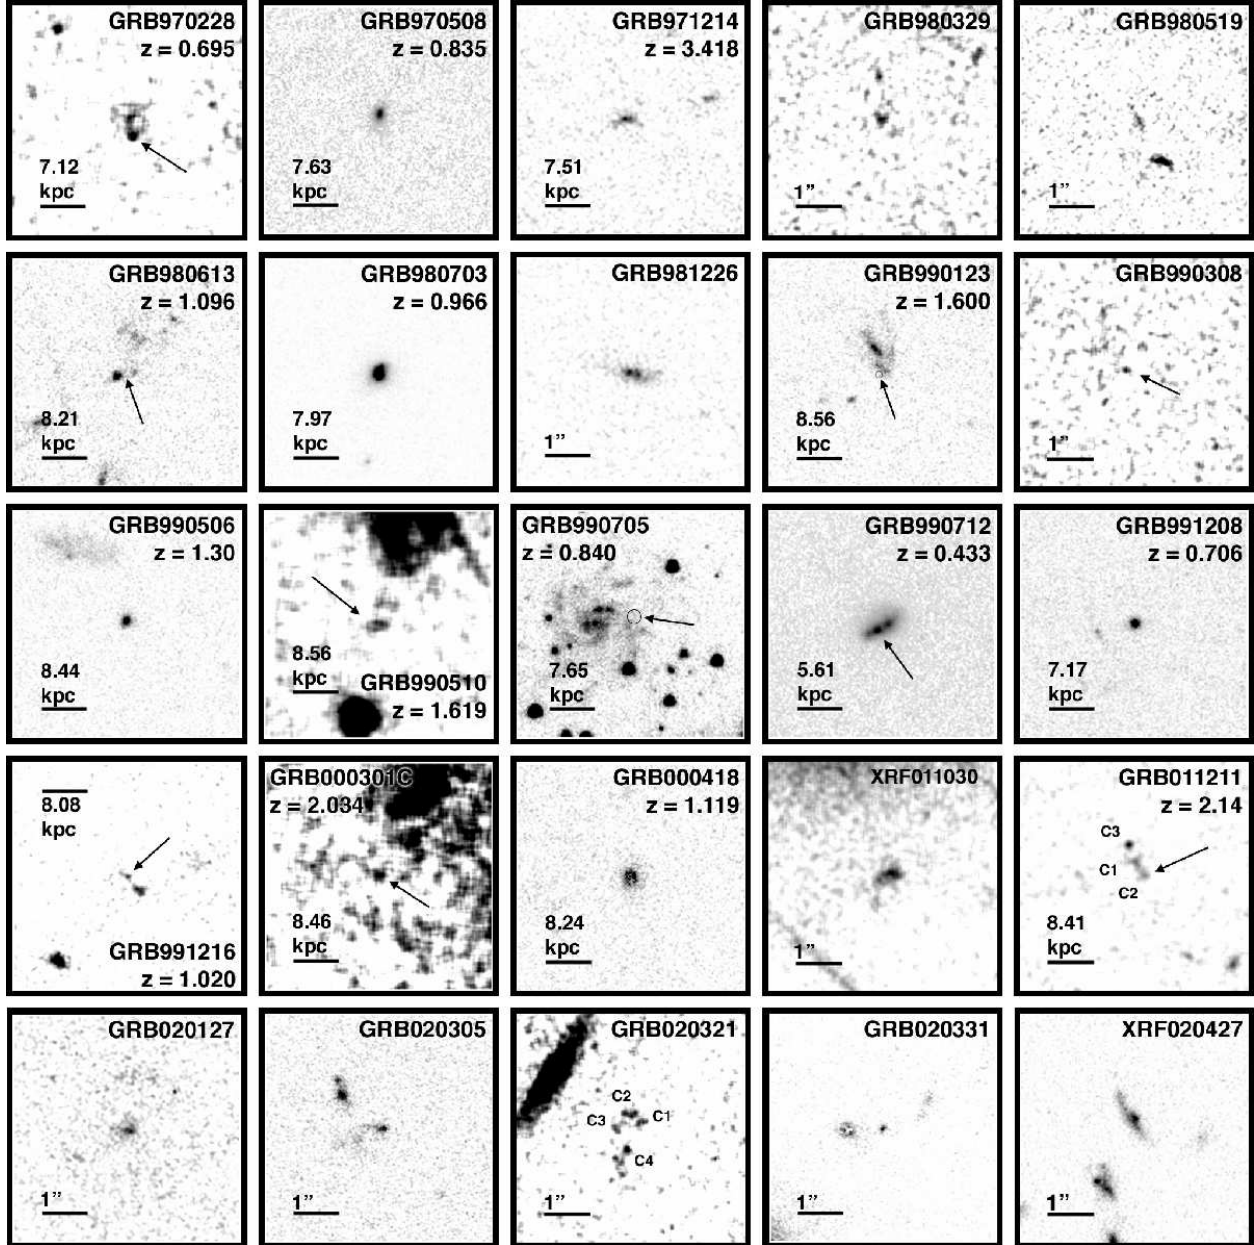 GRB970228
z = 0.695
7.12
kpc
GRB970508
z = 0.835
7.63
kpc
GRB971214
z = 3.418
7.51
kpc
GRB980329
1”
GRB980519
1”
GRB980613
z = 1.096
8.21
kpc
GRB980703
z = 0.966
7.97
kpc
GRB981226
1”
GRB990123
z = 1.600
8.56
kpc
GRB990308
1”
GRB990506
z = 1.30
8.44
kpc
8.56
kpc
GRB990510
z = 1.619
GRB990705
z = 0.840
7.65
kpc
GRB990712
z = 0.433
5.61
kpc
GRB991208
z = 0.706
7.17
kpc
8.08
kpc
GRB991216
z = 1.020
GRB000301C
z = 2.034
8.46
kpc
GRB000418
z = 1.119
8.24
kpc
XRF011030
1”
GRB011211
z = 2.14
C3
C1
C2
8.41
kpc
GRB020127
1”
GRB020305
1”
GRB020321
C2
C3
C1
C4
1”
GRB020331
1”
XRF020427
1”